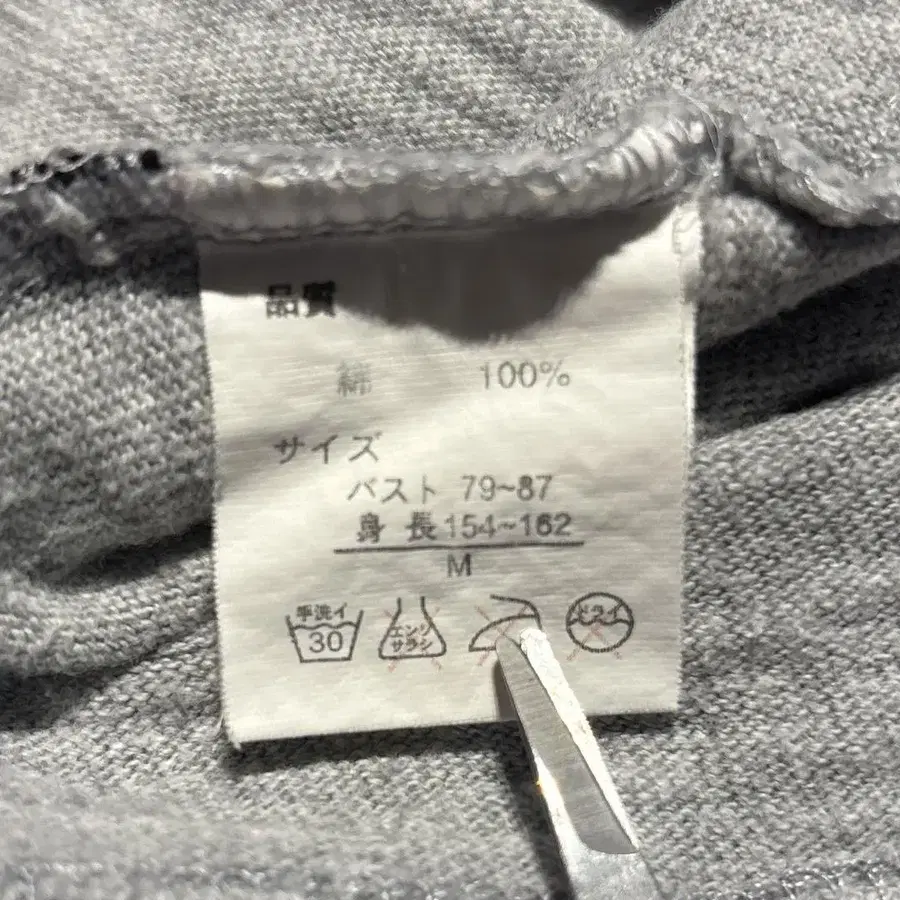 品質
綿 100%
サイズ
バスト 79~87
身長 154~162
M
手洗イ 30
エンソ サラシ
ドライ